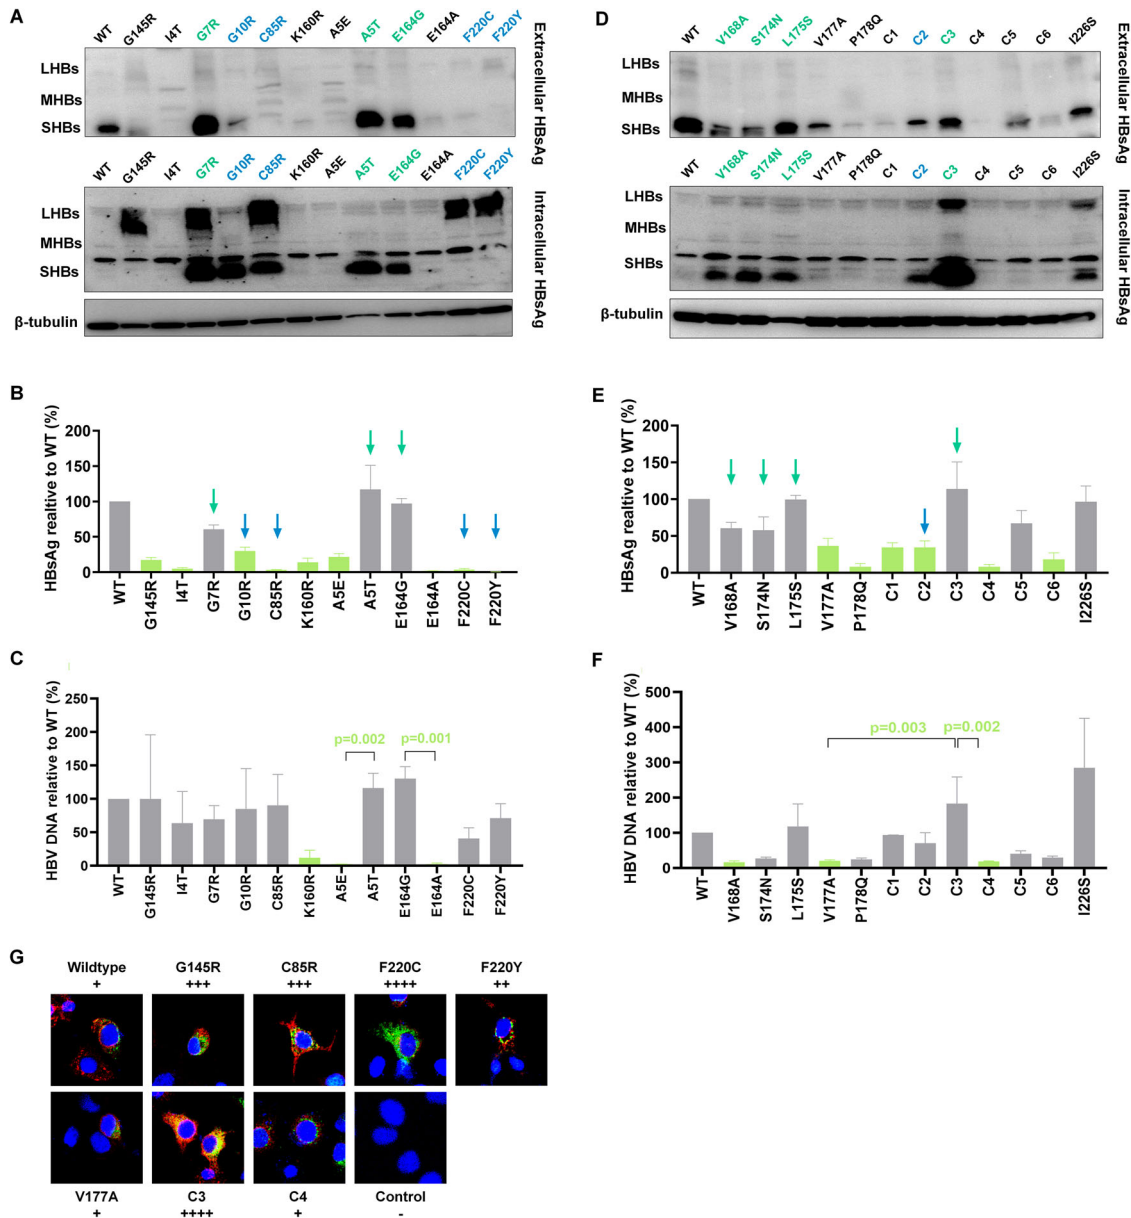 A
WT G145R I4T G7R G10R C85R K160R A5E A5T E164G E164A F220C F220Y
LHBs
MHBs
SHBs
Extracellular HBsAg
WT G145R I4T G7R G10R C85R K160R A5E A5T E164G E164A F220C F220Y
LHBs
MHBs
SHBs
β-tubulin
Intracellular HBsAg
D
WT V168A S174N L175S V177A P178Q C1 C2 C3 C4 C5 C6 I226S
LHBs
MHBs
SHBs
Extracellular HBsAg
WT V168A S174N L175S V177A P178Q C1 C2 C3 C4 C5 C6 I226S
LHBs
MHBs
SHBs
β-tubulin
Intracellular HBsAg
B
HBsAg realtive to WT (%)
200
150
100
50
0
WT G145R I4T G7R G10R C85R K160R A5E A5T E164G E164A F220C F220Y
E
HBsAg realtive to WT (%)
200
150
100
50
0
WT V168A S174N L175S V177A P178Q C1 C2 C3 C4 C5 C6 I226S
C
HBV DNA relative to WT (%)
250
200
150
100
50
0
p=0.002 p=0.001
WT G145R I4T G7R G10R C85R K160R A5E A5T E164G E164A F220C F220Y
F
HBV DNA relative to WT (%)
500
400
300
200
100
0
p=0.003 p=0.002
WT V168A S174N L175S V177A P178Q C1 C2 C3 C4 C5 C6 I226S
G
Wildtype G145R C85R F220C F220Y
+ +++ +++ ++++ ++
V177A C3 C4 Control
+ ++++ + -